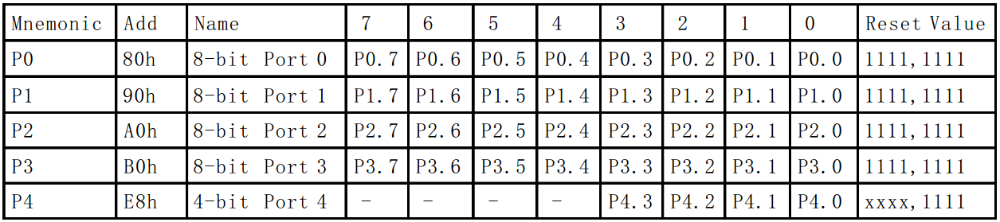 Mnemonic Add Name 7 6 5 4 3 2 1 0 Reset Value
P0 80h 8-bit Port 0 P0.7 P0.6 P0.5 P0.4 P0.3 P0.2 P0.1 P0.0 1111,1111
P1 90h 8-bit Port 1 P1.7 P1.6 P1.5 P1.4 P1.3 P1.2 P1.1 P1.0 1111,1111
P2 A0h 8-bit Port 2 P2.7 P2.6 P2.5 P2.4 P2.3 P2.2 P2.1 P2.0 1111,1111
P3 B0h 8-bit Port 3 P3.7 P3.6 P3.5 P3.4 P3.3 P3.2 P3.1 P3.0 1111,1111
P4 E8h 4-bit Port 4 - - - - P4.3 P4.2 P4.1 P4.0 xxxx,1111